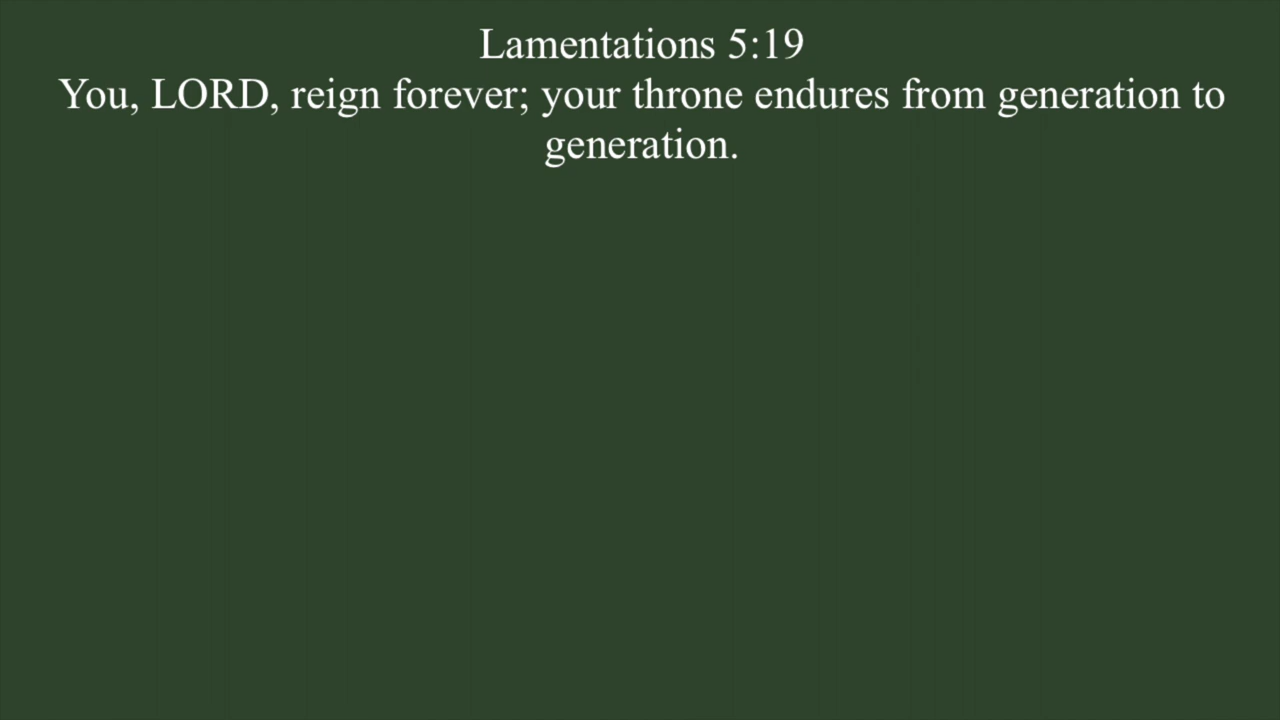 Lamentations 5:19
You, LORD, reign forever; your throne endures from generation to
generation.